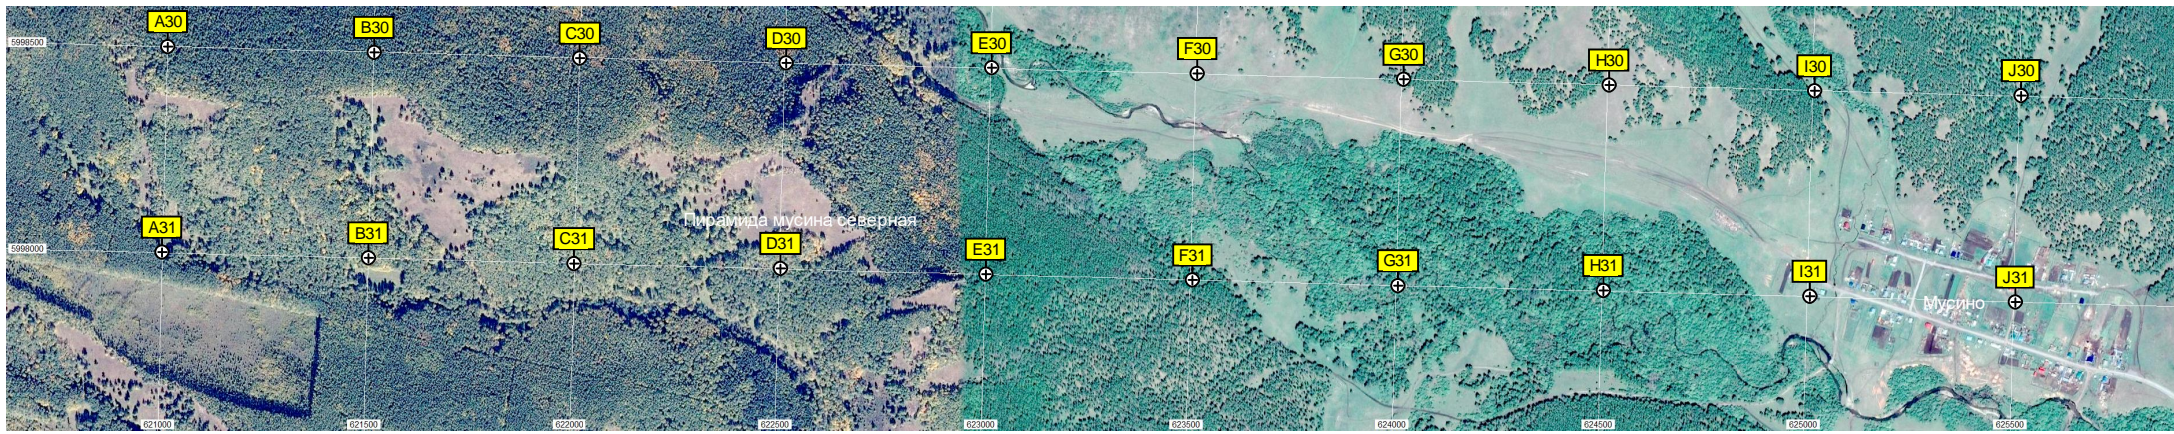 A30
B30
C30
D30
E30
F30
G30
H30
I30
J30
5998500
Пирамида мусина северная
A31
B31
C31
D31
E31
F31
G31
H31
I31
J31
5998000
Мусино
621000
621500
622000
622500
623000
623500
624000
624500
625000
625500